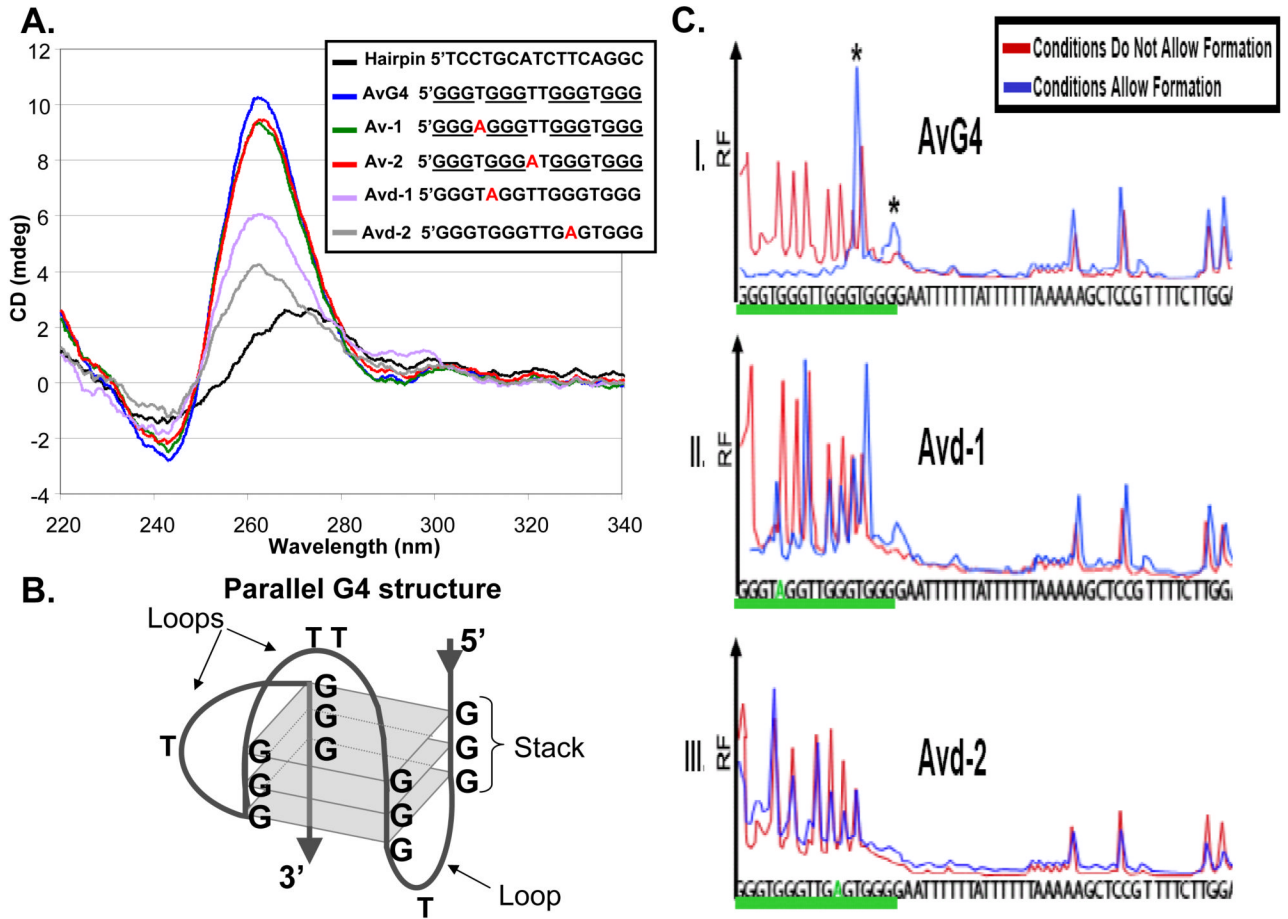 A.
12
10
8
6
4
2
0
-2
-4
CD (mdeg)
220 240 260 280 300 320 340
Wavelength (nm)
Hairpin 5'TCCTGCATCTTCAGGC
AvG4 5'GGGTGGGTTGGGTGGG
Av-1 5'GGGAGGGTTGGGTGGG
Av-2 5'GGGTGGGATGGGTGGG
Avd-1 5'GGGTAGGTTGGGTGGG
Avd-2 5'GGGTGGGTTGAGTGGG
B.
Parallel G4 structure
Loops
T T
5'
T
G
G
G
G
G
G
G
G
G
G
G
G
Stack
3'
T
Loop
C.
Conditions Do Not Allow Formation
Conditions Allow Formation
I.
RF
* *
AvG4
GGGTGGGTTGGGTGGGGAATTTTTTATTTTTTAAAAAGCTCCGTTTTCTTGGA
II.
RF
Avd-1
GGGTAGGTTGGGTGGGGAATTTTTTATTTTTTAAAAAGCTCCGTTTTCTTGGA
III.
RF
Avd-2
GGGTGGGTTGAGTGGGGAATTTTTTATTTTTTAAAAAGCTCCGTTTTCTTGGA